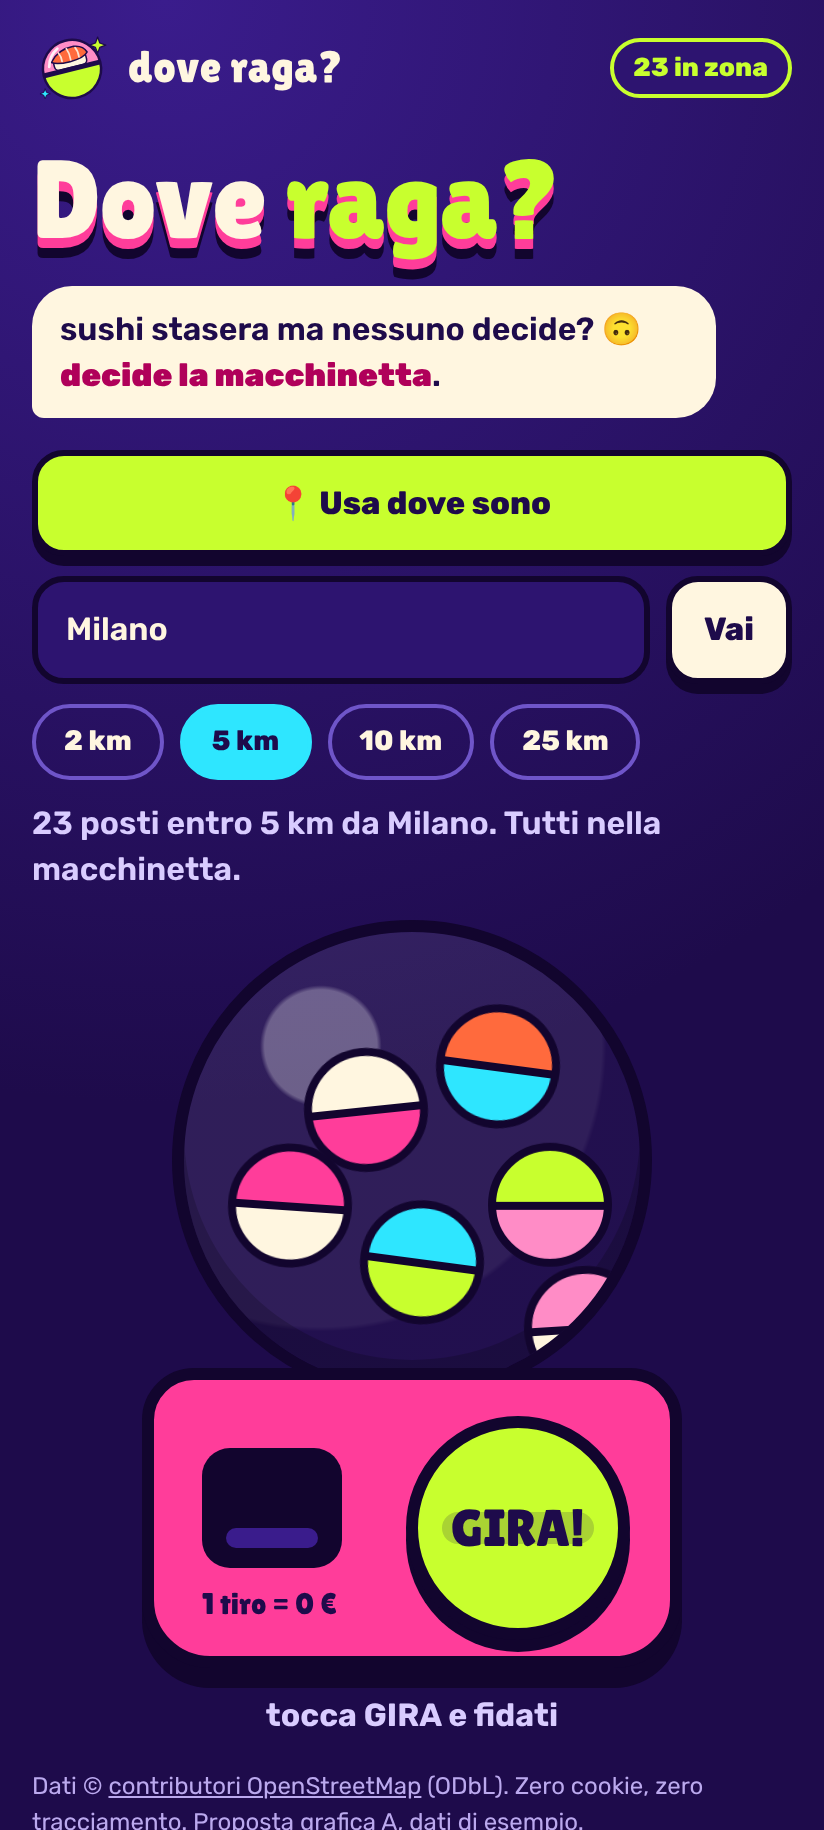 dove raga?
23 in zona
Dove raga?
sushi stasera ma nessuno decide? 🙃
decide la macchinetta.
📍 Usa dove sono
Milano
Vai
2 km
5 km
10 km
25 km
23 posti entro 5 km da Milano. Tutti nella
macchinetta.
GIRA!
1 tiro = 0 €
tocca GIRA e fidati
Dati © contributori OpenStreetMap (ODbL). Zero cookie, zero
tracciamento. Proposta grafica A, dati di esempio.